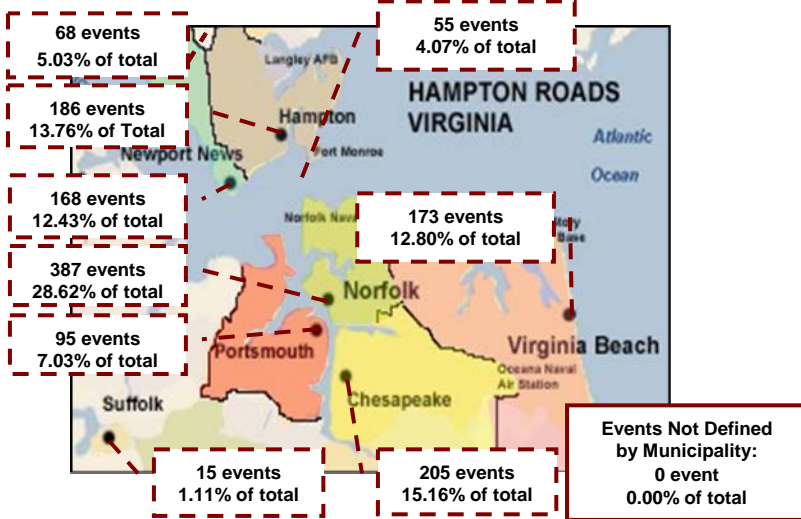 68 events
5.03% of total
55 events
4.07% of total
Langley AFB
HAMPTON ROADS
VIRGINIA
186 events
13.76% of Total
Hampton
Atlantic
Ocean
Newport News
Fort Monroe
168 events
12.43% of total
Norfolk Nava
173 events
12.80% of total
Base
387 events
28.62% of total
Norfolk
95 events
7.03% of total
Portsmouth
Virginia Beach
Oceana Naval
Air Station
Suffolk
Chesapeake
Events Not Defined
by Municipality:
0 event
0.00% of total
15 events
1.11% of total
205 events
15.16% of total